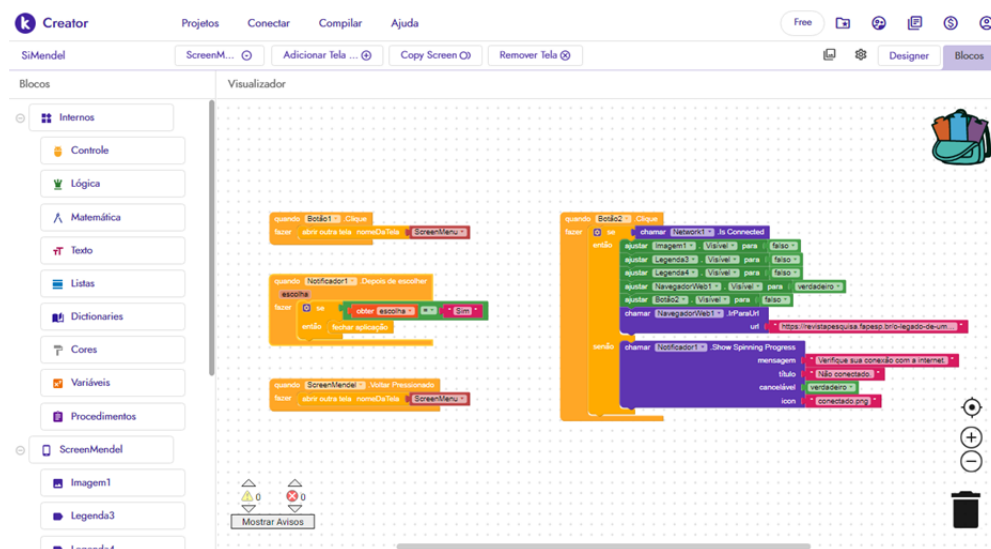 Creator Projetos Conectar Compilar Ajuda Free
SiMendel ScreenM... Adicionar Tela ... Copy Screen Remover Tela Designer Blocos
Blocos Visualizador
Internos
Controle
Lógica
Matemática
Texto
Listas
Dictionaries
Cores
Variáveis
Procedimentos
ScreenMendel
Imagem1
Legenda3
Legenda4
quando Botão1 .Clique
fazer abrir outra tela nomeDaTela ScreenMenu
quando Notificador1 .Depois de escolher
escolha
fazer se obter escolha = " Sim "
então fechar aplicação
quando ScreenMendel .Voltar Pressionado
fazer abrir outra tela nomeDaTela ScreenMenu
quando Botão2 .Clique
fazer se chamar Network1 .Is Connected
então ajustar Imagem1 . Visível para falso
ajustar Legenda3 . Visível para falso
ajustar Legenda4 . Visível para falso
ajustar NavegadorWeb1 . Visível para verdadeiro
ajustar Botão2 . Visível para falso
chamar NavegadorWeb1 .IrParaUrl
url " https://revistapesquisa.fapesp.br/o-legado-de-um... "
senão chamar Notificador1 .Show Spinning Progress
mensagem " Verifique sua conexão com a internet. "
título " Não conectado. "
cancelável verdadeiro
icon " conectado.png "
0 0
Mostrar Avisos